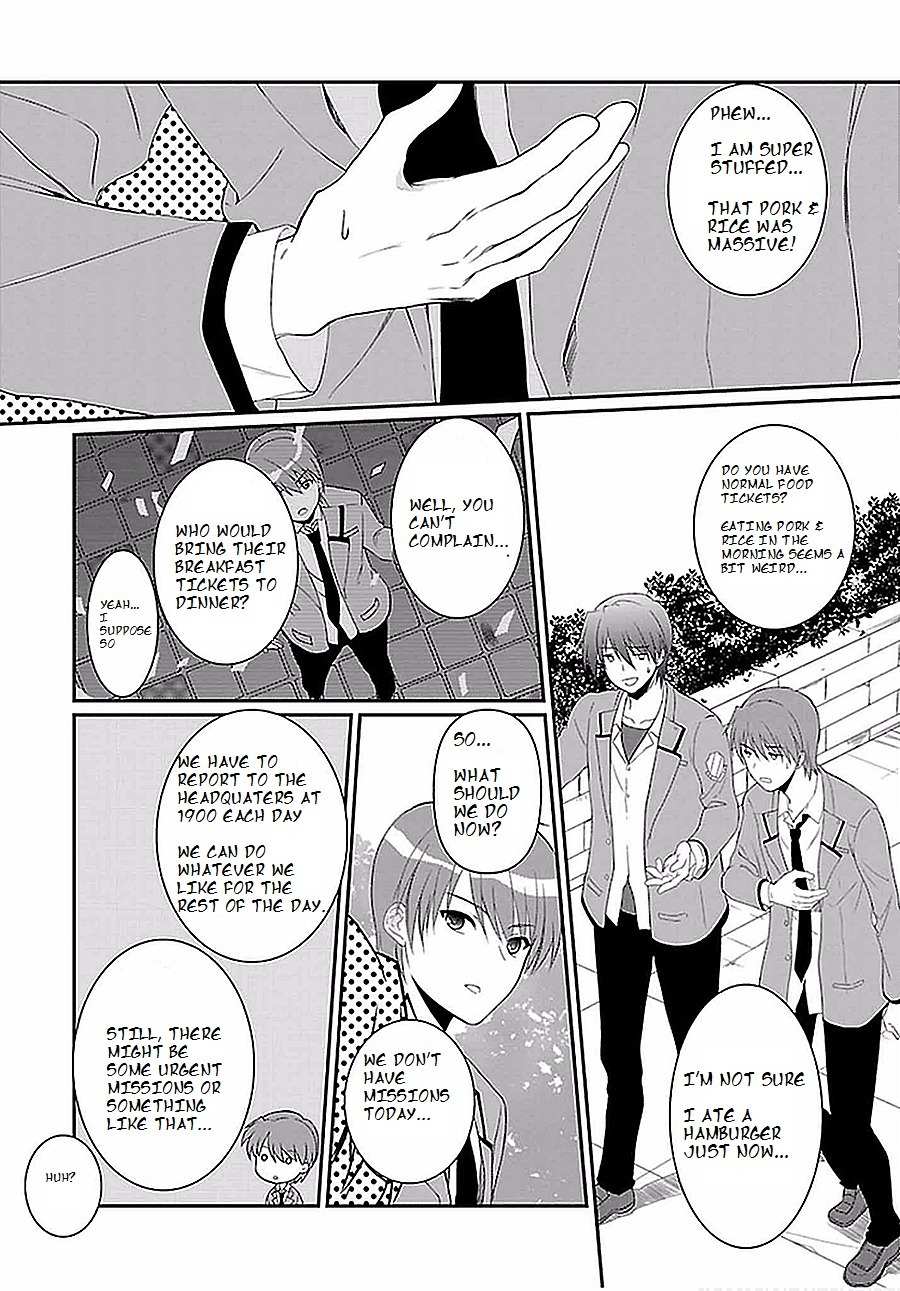 PHEW...
I AM SUPER
STUFFED...
THAT PORK &
RICE WAS
MASSIVE!
DO YOU HAVE
NORMAL FOOD
TICKETS?
EATING PORK &
RICE IN THE
MORNING SEEMS A
BIT WEIRD...
I'M NOT SURE
I ATE A
HAMBURGER
JUST NOW...
WELL, YOU
CAN'T
COMPLAIN...
WHO WOULD
BRING THEIR
BREAKFAST
TICKETS TO
DINNER?
YEAH...
I
SUPPOSE
SO
SO...
WHAT
SHOULD
WE DO
NOW?
WE DON'T
HAVE
MISSIONS
TODAY...
WE HAVE TO
REPORT TO THE
HEADQUATERS AT
1900 EACH DAY
WE CAN DO
WHATEVER WE
LIKE FOR THE
REST OF THE DAY.
STILL, THERE
MIGHT BE
SOME URGENT
MISSIONS OR
SOMETHING
LIKE THAT...
HUH?